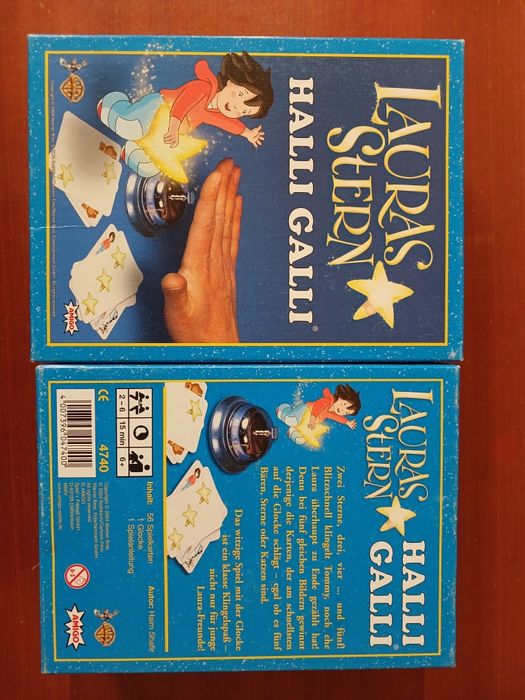 LAURAS
STERN
HALLI GALLI®
AMIGO
LAURAS
STERN
HALLI
GALLI®
Zwei Sterne, drei, vier ... und fünf!
Blitzschnell klingelt Tommy, noch ehe
Laura überhaupt zu Ende gezählt hat!
Denn bei fünf gleichen Bildern gewinnt
derjenige die Karten, der am schnellsten
auf die Glocke schlägt – egal ob es fünf
Bären, Sterne oder Katzen sind.
Das witzige Spiel mit der Glocke
ist ein klasse Klingelspaß –
nicht nur für junge
Laura-Freunde!
2 – 6
15 min
6+
Inhalt: 56 Spielkarten
1 Glocke
1 Spielanleitung
Autor: Haim Shafir
4 007396 047400
CE 4740
AMIGO